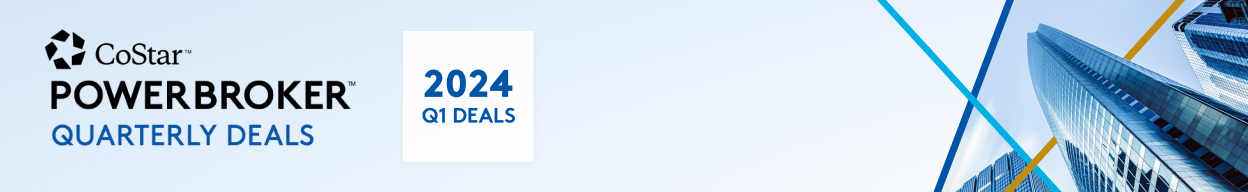 CoStar™
POWERBROKER™
QUARTERLY DEALS
2024
Q1 DEALS